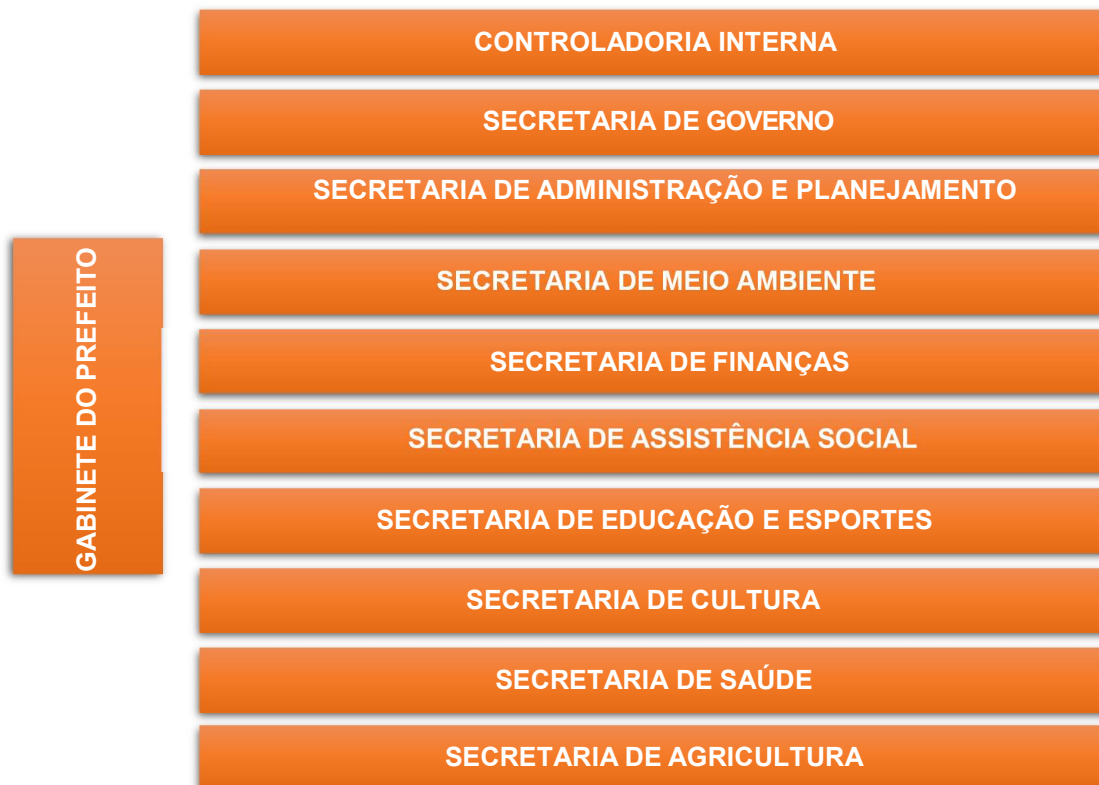 GABINETE DO PREFEITO
CONTROLADORIA INTERNA
SECRETARIA DE GOVERNO
SECRETARIA DE ADMINISTRAÇÃO E PLANEJAMENTO
SECRETARIA DE MEIO AMBIENTE
SECRETARIA DE FINANÇAS
SECRETARIA DE ASSISTÊNCIA SOCIAL
SECRETARIA DE EDUCAÇÃO E ESPORTES
SECRETARIA DE CULTURA
SECRETARIA DE SAÚDE
SECRETARIA DE AGRICULTURA